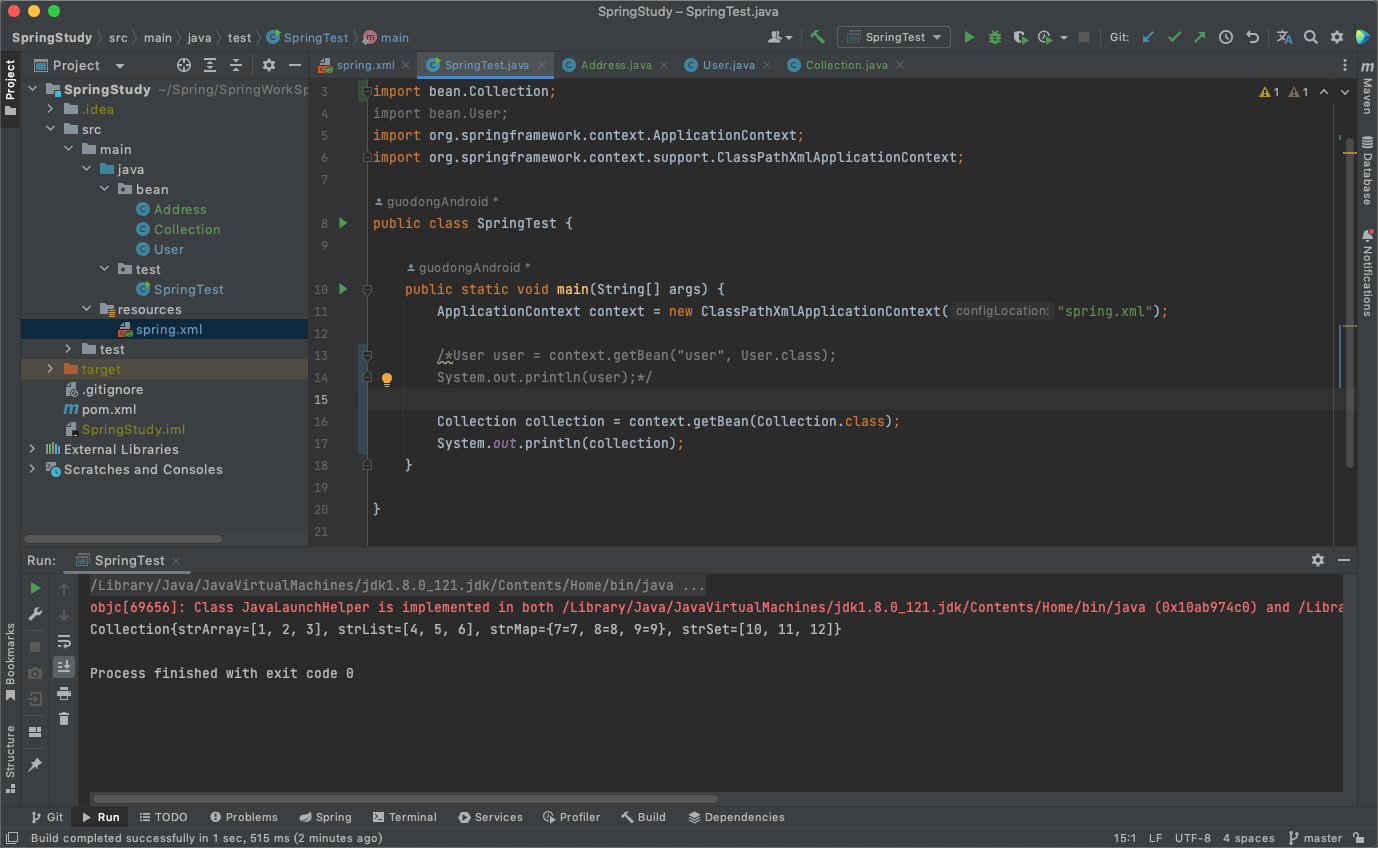 SpringStudy – SpringTest.java
SpringStudy src main java test SpringTest main
SpringTest Git:
Project
Project
SpringStudy ~/Spring/SpringWorkSp
.idea
src
main
java
bean
Address
Collection
User
test
SpringTest
resources
spring.xml
test
target
.gitignore
pom.xml
SpringStudy.iml
External Libraries
Scratches and Consoles
spring.xml SpringTest.java Address.java User.java Collection.java
1 1
3 import bean.Collection;
4 import bean.User;
5 import org.springframework.context.ApplicationContext;
6 import org.springframework.context.support.ClassPathXmlApplicationContext;
7
guodongAndroid *
8 public class SpringTest {
9
guodongAndroid *
10 public static void main(String[] args) {
11 ApplicationContext context = new ClassPathXmlApplicationContext( configLocation: "spring.xml");
12
13 /*User user = context.getBean("user", User.class);
14 System.out.println(user);*/
15
16 Collection collection = context.getBean(Collection.class);
17 System.out.println(collection);
18 }
19
20 }
21
m Maven
Database
Notifications
Run: SpringTest
/Library/Java/JavaVirtualMachines/jdk1.8.0_121.jdk/Contents/Home/bin/java ...
objc[69656]: Class JavaLaunchHelper is implemented in both /Library/Java/JavaVirtualMachines/jdk1.8.0_121.jdk/Contents/Home/bin/java (0x10ab974c0) and /Libra
Collection{strArray=[1, 2, 3], strList=[4, 5, 6], strMap={7=7, 8=8, 9=9}, strSet=[10, 11, 12]}
Process finished with exit code 0
Bookmarks
Structure
Git Run TODO Problems Spring Terminal Services Profiler Build Dependencies
Build completed successfully in 1 sec, 515 ms (2 minutes ago) 15:1 LF UTF-8 4 spaces master